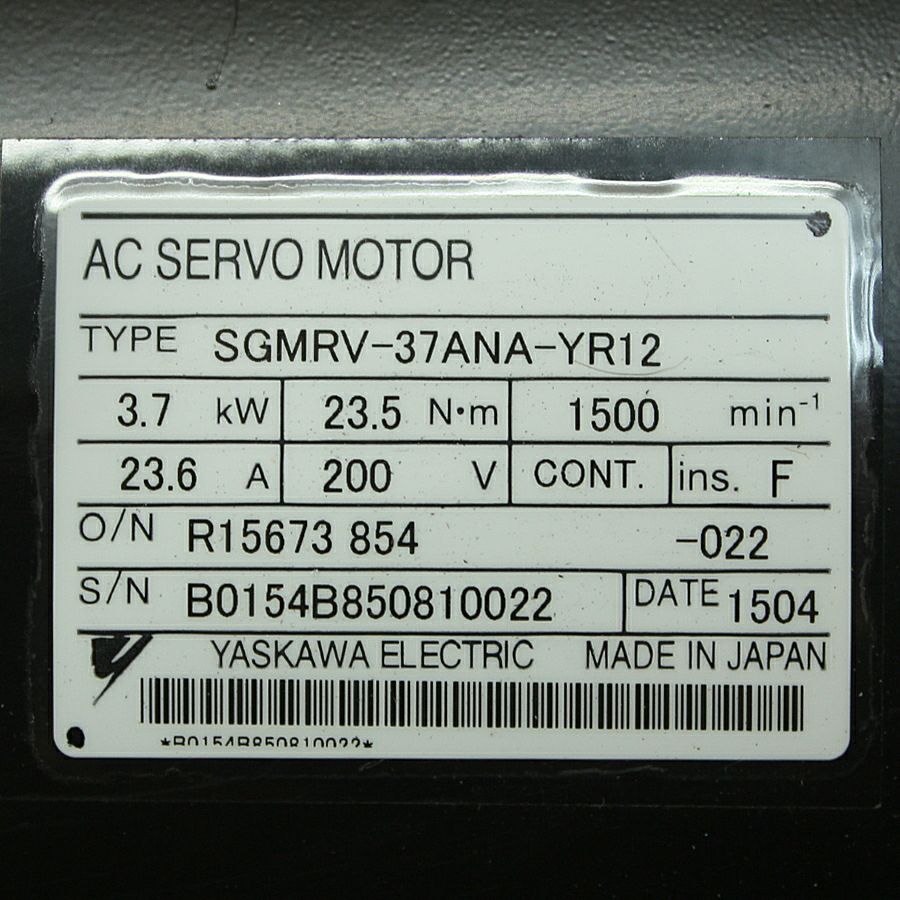 AC SERVO MOTOR
TYPE SGMRV-37ANA-YR12
3.7 kW 23.5 N·m 1500 min⁻¹
23.6 A 200 V CONT. ins. F
O/N R15673 854 -022
S/N B0154B850810022 DATE 1504
YASKAWA ELECTRIC MADE IN JAPAN
*B0154B850810022*